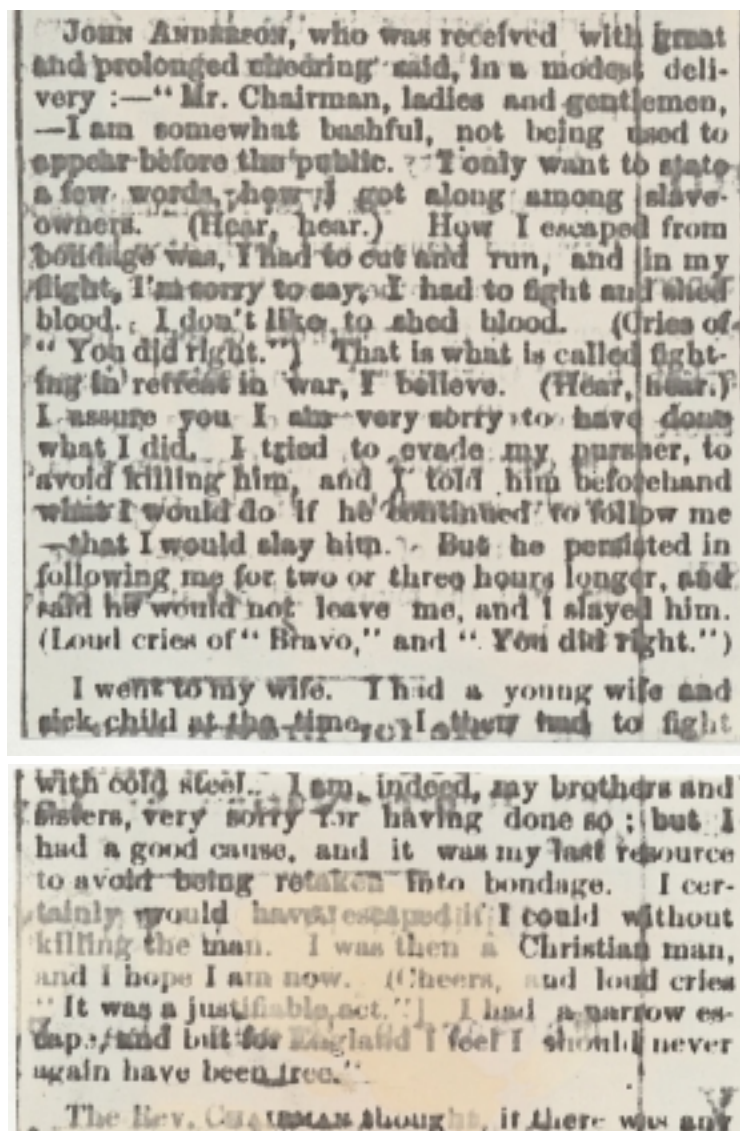 JOHN ANDERSON, who was received with great
and prolonged cheering said, in a modest deli-
very :—“ Mr. Chairman, ladies and gentlemen,
—I am somewhat bashful, not being used to
appear before the public. I only want to state
a few words, how I got along among slave-
owners. (Hear, hear.) How I escaped from
bondage was, I had to cut and run, and in my
flight, I'm sorry to say, I had to fight and shed
blood. I don't like to shed blood. (Cries of
“ You did right.”) That is what is called fight-
ing in retreat in war, I believe. (Hear, hear.)
I assure you I am very sorry to have done
what I did. I tried to evade my pursuer, to
avoid killing him, and I told him beforehand
what I would do if he continued to follow me
—that I would slay him. But he persisted in
following me for two or three hours longer, and
said he would not leave me, and I slayed him.
(Loud cries of “ Bravo,” and “ You did right.”)
I went to my wife. I had a young wife and
sick child at the time. I then had to fight
with cold steel. I am, indeed, my brothers and
sisters, very sorry for having done so ; but I
had a good cause, and it was my last resource
to avoid being retaken into bondage. I cer-
tainly would have escaped if I could without
killing the man. I was then a Christian man,
and I hope I am now. (Cheers, and loud cries
“ It was a justifiable act.”] I had a narrow es-
cape, and but for England I feel I should never
again have been free.”
The Rev. CHAIRMAN thought, if there was any